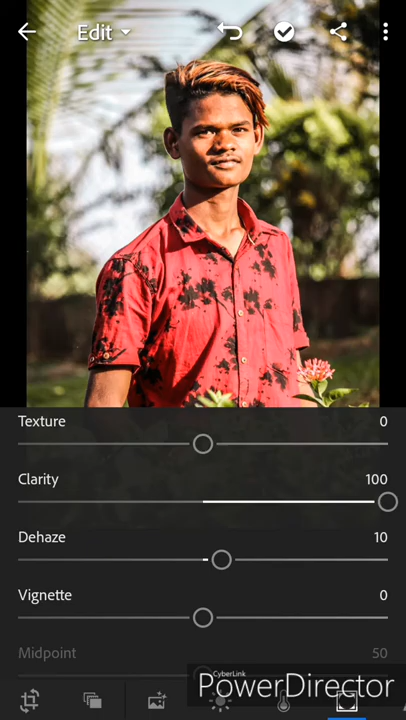 Edit
Texture 0
Clarity 100
Dehaze 10
Vignette 0
Midpoint 50
CyberLink
PowerDirector